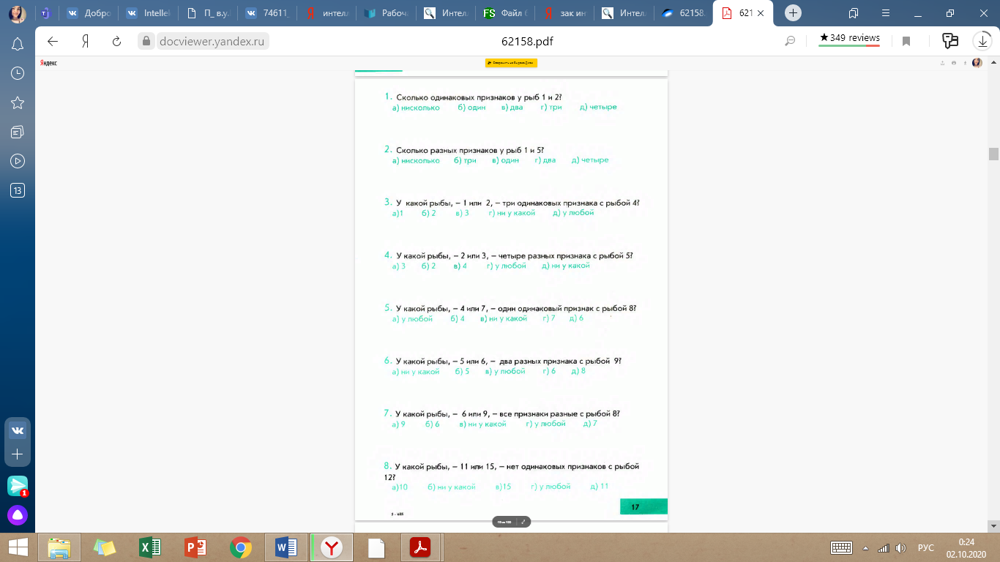 Добро
Intellek
П_ в.у.
74611_
интелл
Рабоча
Интел
Файл б
зак ин
Интел
62158.
621
docviewer.yandex.ru
62158.pdf
★349 reviews
Яндекс
1. Сколько одинаковых признаков у рыб 1 и 2?
а) нисколько б) один в) два г) три д) четыре
2. Сколько разных признаков у рыб 1 и 5?
а) нисколько б) три в) один г) два д) четыре
3. У какой рыбы, – 1 или 2, – три одинаковых признака с рыбой 4?
а)1 б) 2 в) 3 г) ни у какой д) у любой
4. У какой рыбы, – 2 или 3, – четыре разных признака с рыбой 5?
а) 3 б) 2 в) 4 г) у любой д) ни у какой
5. У какой рыбы, – 4 или 7, – один одинаковый признак с рыбой 8?
а) у любой б) 4 в) ни у какой г) 7 д) 6
6. У какой рыбы, – 5 или 6, – два разных признака с рыбой 9?
а) ни у какой б) 5 в) у любой г) 6 д) 8
7. У какой рыбы, – 6 или 9, – все признаки разные с рыбой 8?
а) 9 б) 6 в) ни у какой г) у любой д) 7
8. У какой рыбы, – 11 или 15, – нет одинаковых признаков с рыбой
12?
а)10 б) ни у какой в)15 г) у любой д) 11
17
13
1
РУС
0:24
02.10.2020